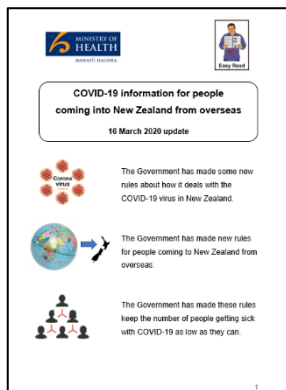 MINISTRY OF
HEALTH
MANATŪ HAUORA
Easy Read
COVID-19 information for people
coming into New Zealand from overseas
16 March 2020 update
Corona
virus
The Government has made some new
rules about how it deals with the
COVID-19 virus in New Zealand.
The Government has made new rules
for people coming to New Zealand from
overseas.
The Government has made these rules
keep the number of people getting sick
with COVID-19 as low as they can.
1